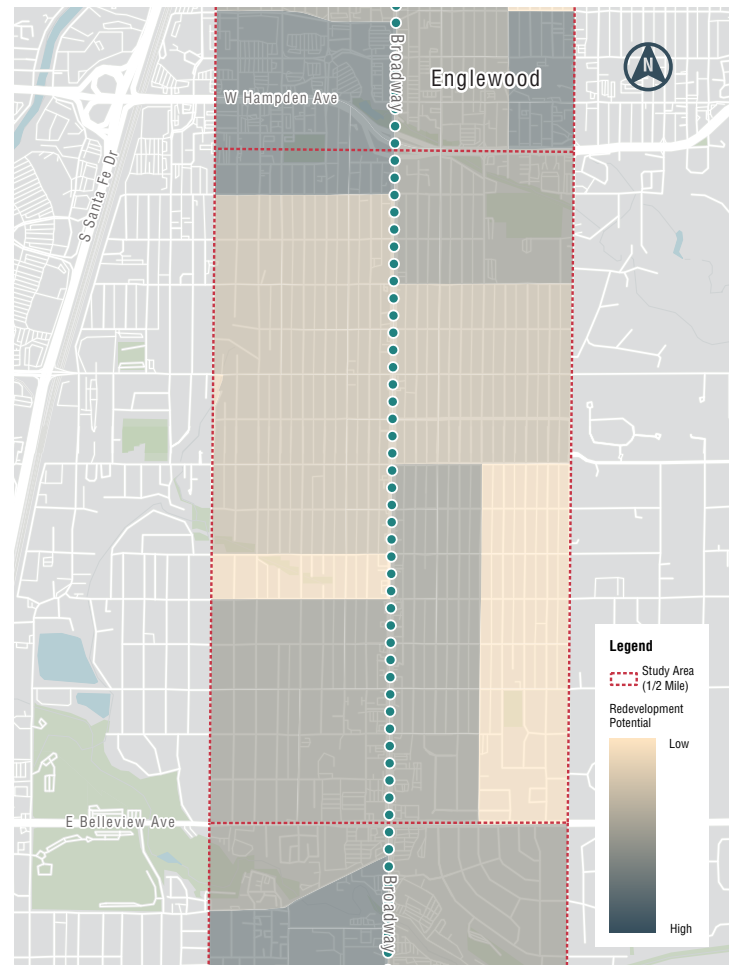 Broadway
Englewood
N
W Hampden Ave
S Santa Fe Dr
Legend
Study Area
(1/2 Mile)
Redevelopment
Potential
Low
High
E Belleview Ave
Broadway